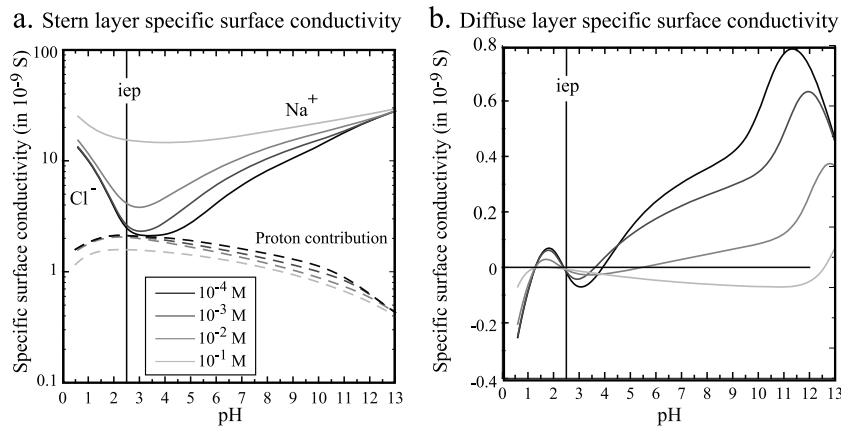 a. Stern layer specific surface conductivity
Specific surface conductivity (in 10⁻⁹ S)
100
10
1
0.1
iep
Na⁺
Cl⁻
Proton contribution
10⁻⁴ M
10⁻³ M
10⁻² M
10⁻¹ M
0 1 2 3 4 5 6 7 8 9 10 11 12 13
pH
b. Diffuse layer specific surface conductivity
Specific surface conductivity (in 10⁻⁹ S)
0.8
0.6
0.4
0.2
0
-0.2
-0.4
iep
0 1 2 3 4 5 6 7 8 9 10 11 12 13
pH